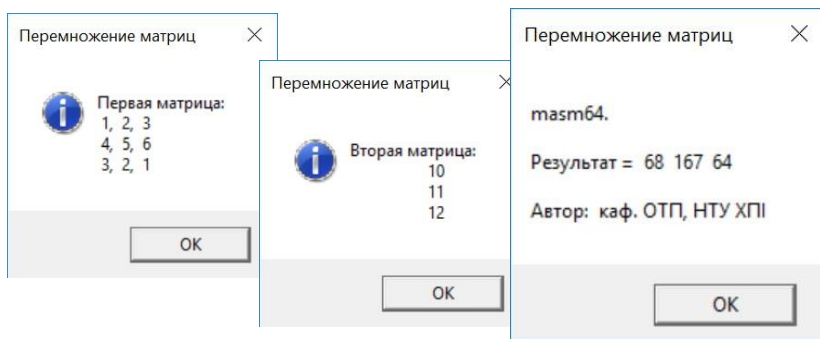 Перемножение матриц
Первая матрица:
1, 2, 3
4, 5, 6
3, 2, 1
OK
Перемножение матриц
Вторая матрица:
10
11
12
OK
Перемножение матриц
masm64.
Результат = 68 167 64
Автор: каф. ОТП, НТУ ХПІ
OK